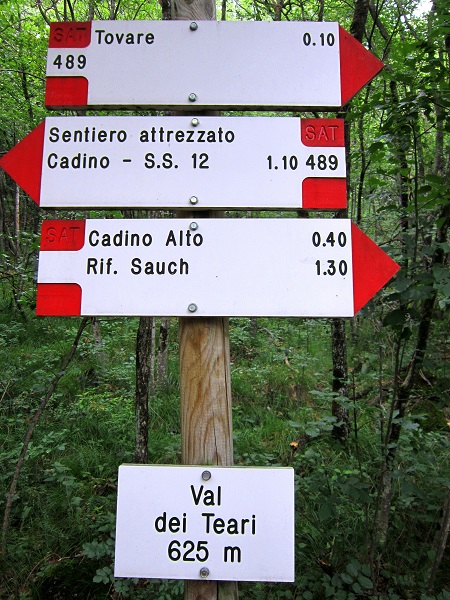 SAT Tovare 0.10
489
Sentiero attrezzato SAT
Cadino - S.S. 12 1.10 489
SAT Cadino Alto 0.40
Rif. Sauch 1.30
Val
dei Teari
625 m